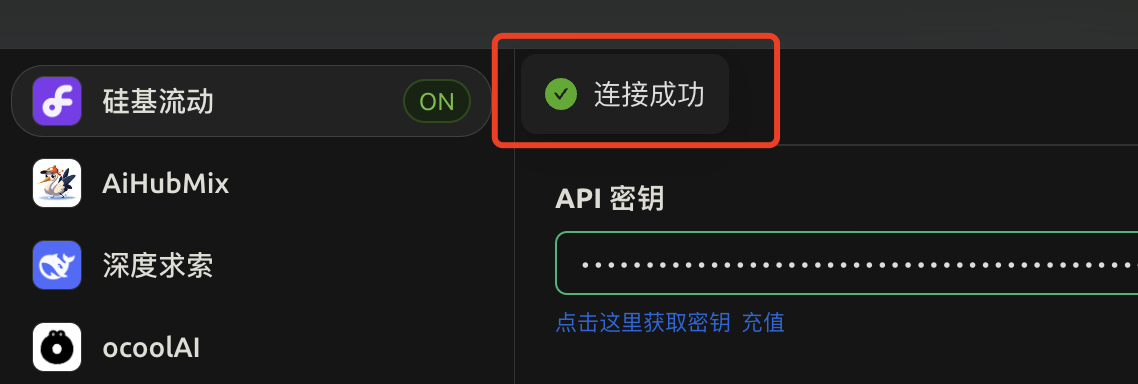 硅基流动
ON
连接成功
AiHubMix
深度求索
ocoolAI
API 密钥
点击这里获取密钥 充值